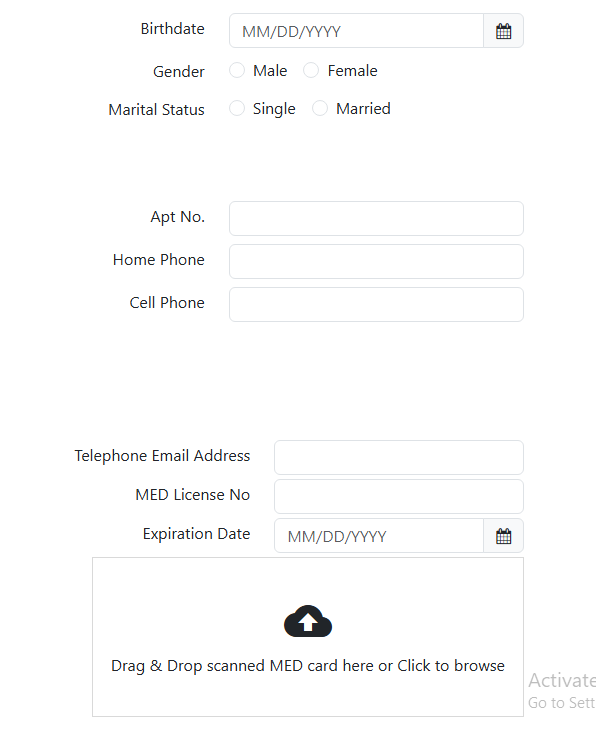 Birthdate MM/DD/YYYY
Gender Male Female
Marital Status Single Married
Apt No.
Home Phone
Cell Phone
Telephone Email Address
MED License No
Expiration Date MM/DD/YYYY
Drag & Drop scanned MED card here or Click to browse
Activate
Go to Sett